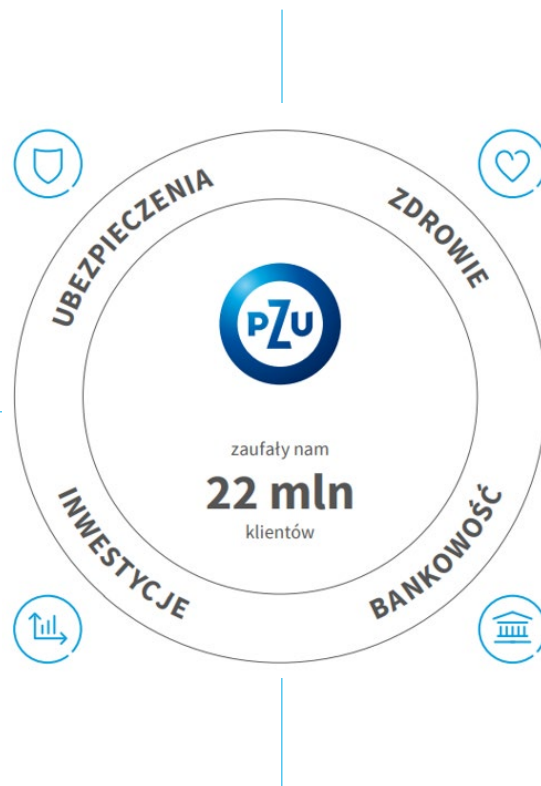 UBEZPIECZENIA
ZDROWIE
PZU
zaufały nam
22 mln
klientów
INWESTYCJE
BANKOWOŚĆ